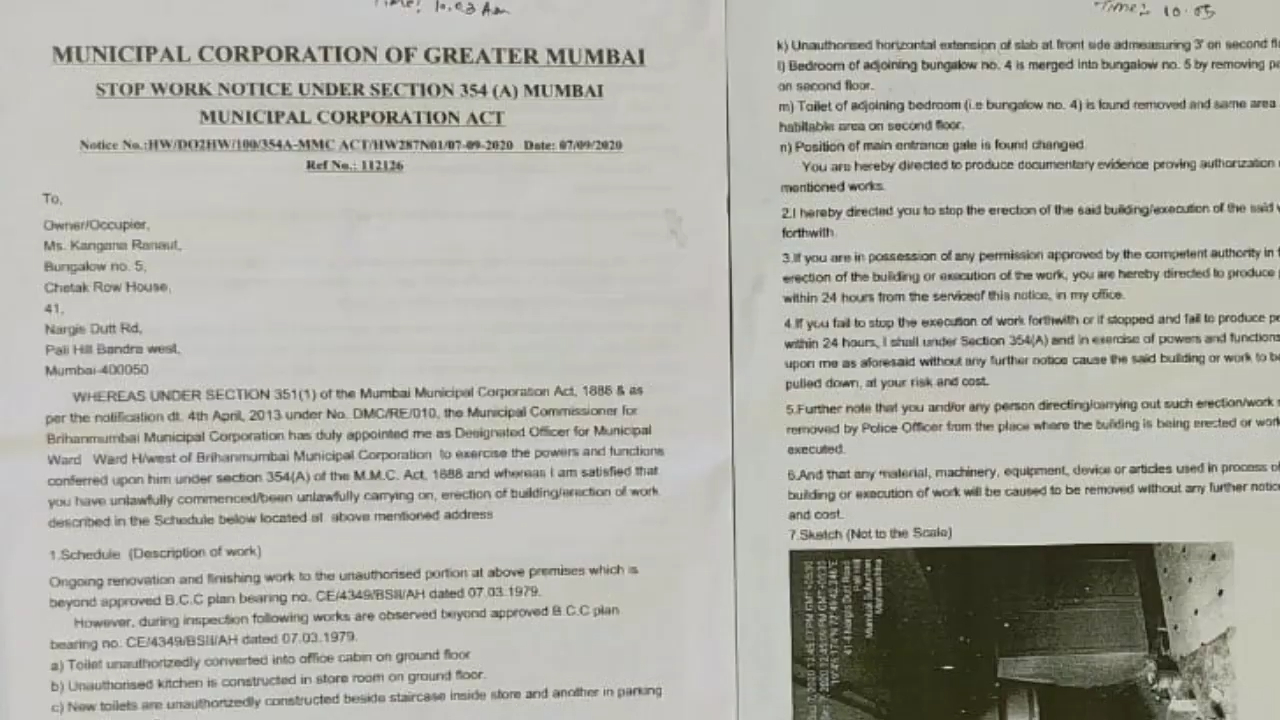 Time: 10.03 Am
MUNICIPAL CORPORATION OF GREATER MUMBAI
STOP WORK NOTICE UNDER SECTION 354 (A) MUMBAI
MUNICIPAL CORPORATION ACT
Notice No.:HW/DO2HW/100/354A-MMC ACT/HW287N01/07-09-2020 Date: 07/09/2020
Ref No.: 112126
To,
Owner/Occupier,
Ms. Kangana Ranaut,
Bungalow no. 5,
Chetak Row House,
41,
Nargis Dutt Rd,
Pali Hill Bandra west,
Mumbai-400050
WHEREAS UNDER SECTION 351(1) of the Mumbai Municipal Corporation Act, 1888 & as
per the notification dt. 4th April, 2013 under No. DMC/RE/010, the Municipal Commissioner for
Brihanmumbai Municipal Corporation has duly appointed me as Designated Officer for Municipal
Ward Ward H/west of Brihanmumbai Municipal Corporation to exercise the powers and functions
conferred upon him under section 354(A) of the M.M.C. Act, 1888 and whereas I am satisfied that
you have unlawfully commenced/been unlawfully carrying on, erection of building/erection of work
described in the Schedule below located at above mentioned address
1.Schedule (Description of work)
Ongoing renovation and finishing work to the unauthorised portion at above premises which is
beyond approved B.C.C plan bearing no. CE/4349/BSII/AH dated 07.03.1979.
However, during inspection following works are observed beyond approved B.C.C plan
bearing no. CE/4349/BSII/AH dated 07.03.1979.
a) Toilet unauthorizedly converted into office cabin on ground floor
b) Unauthorised kitchen is constructed in store room on ground floor.
c) New toilets are unauthorizedly constructed beside staircase inside store and another in parking
Time: 10.05
k) Unauthorised horizontal extension of slab at front side admeasuring 3' on second
l) Bedroom of adjoining bungalow no. 4 is merged into bungalow no. 5 by removing
on second floor.
m) Toilet of adjoining bedroom (i.e bungalow no. 4) is found removed and same area
habitable area on second floor.
n) Position of main entrance gate is found changed.
You are hereby directed to produce documentary evidence proving authorization
mentioned works.
2.I hereby directed you to stop the erection of the said building/execution of the said
forthwith.
3.If you are in possession of any permission approved by the competent authority in
erection of the building or execution of the work, you are hereby directed to produce
within 24 hours from the serviceof this notice, in my office.
4.If you fail to stop the execution of work forthwith or if stopped and fail to produce
within 24 hours, I shall under Section 354(A) and in exercise of powers and functions
upon me as aforesaid without any further notice cause the said building or work to be
pulled down, at your risk and cost.
5.Further note that you and/or any person directing/carrying out such erection/work
removed by Police Officer from the place where the building is being erected or
executed.
6.And that any material, machinery, equipment, device or articles used in process
building or execution of work will be caused to be removed without any further
and cost.
7.Sketch (Not to the Scale)